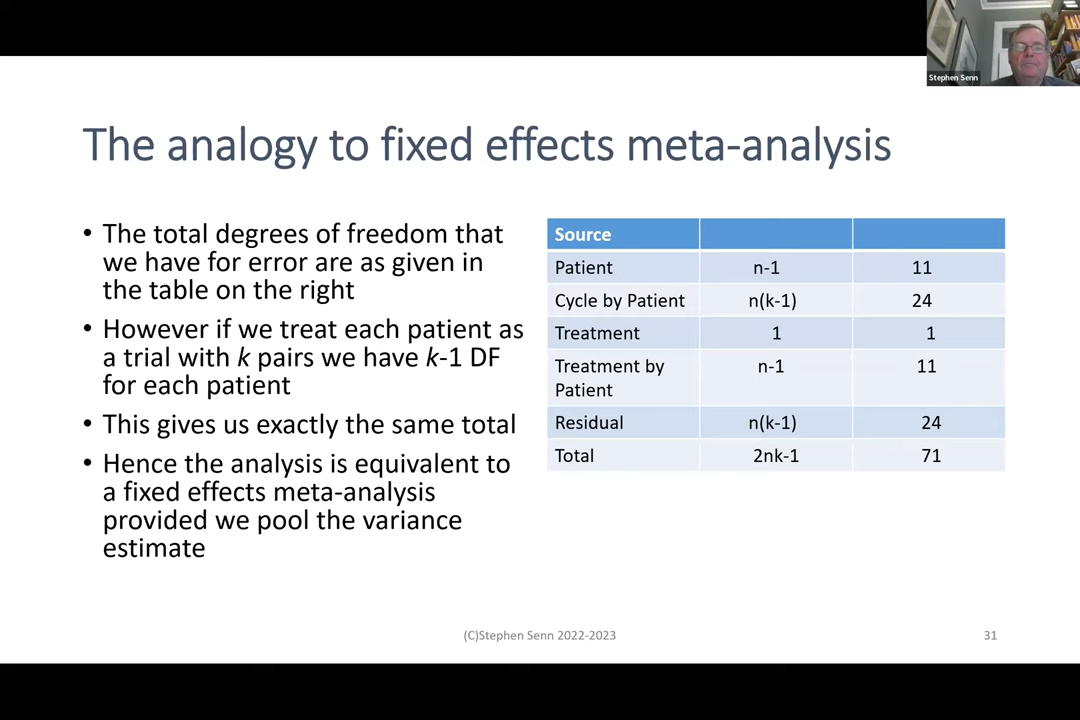 Stephen Senn
The analogy to fixed effects meta-analysis
• The total degrees of freedom that
we have for error are as given in
the table on the right
• However if we treat each patient as
a trial with k pairs we have k-1 DF
for each patient
• This gives us exactly the same total
• Hence the analysis is equivalent to
a fixed effects meta-analysis
provided we pool the variance
estimate
Source
Patient n-1 11
Cycle by Patient n(k-1) 24
Treatment 1 1
Treatment by n-1 11
Patient
Residual n(k-1) 24
Total 2nk-1 71
(C)Stephen Senn 2022-2023
31